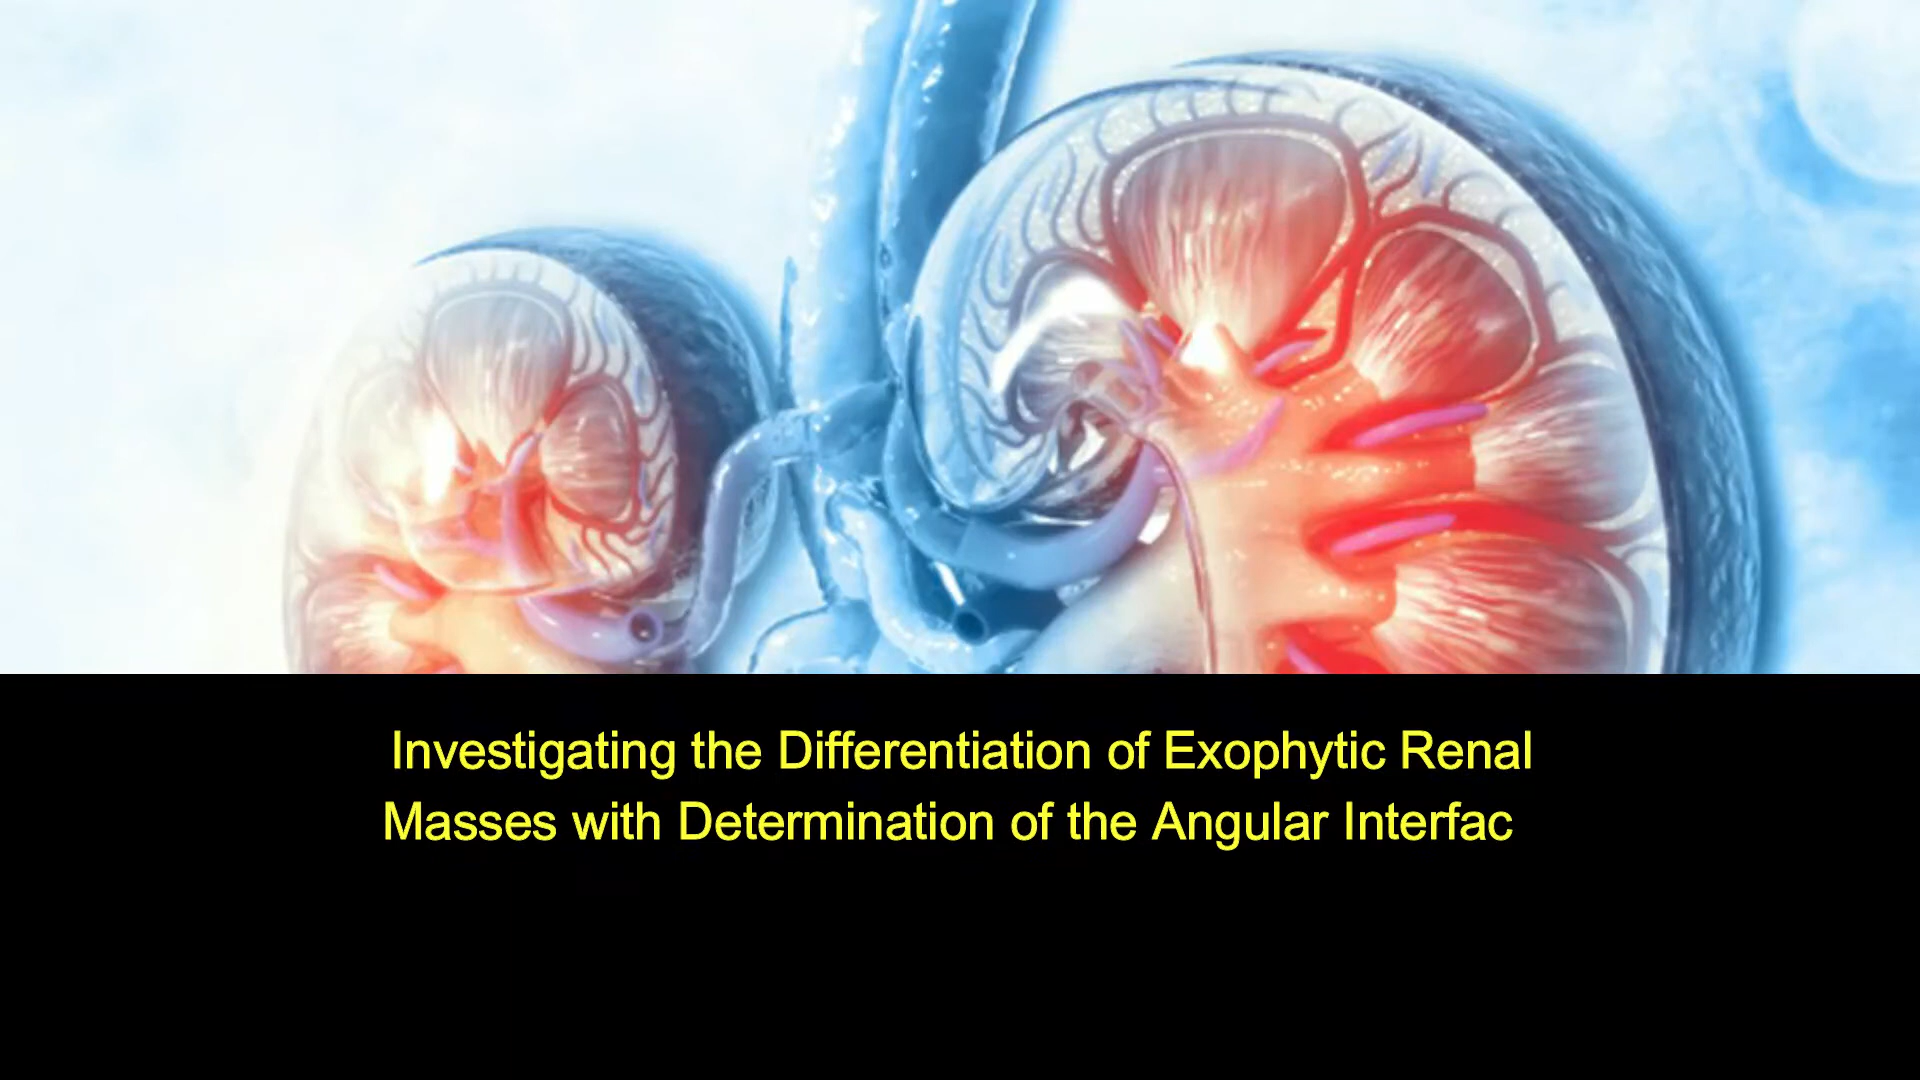 Investigating the Differentiation of Exophytic Renal
Masses with Determination of the Angular Interfac